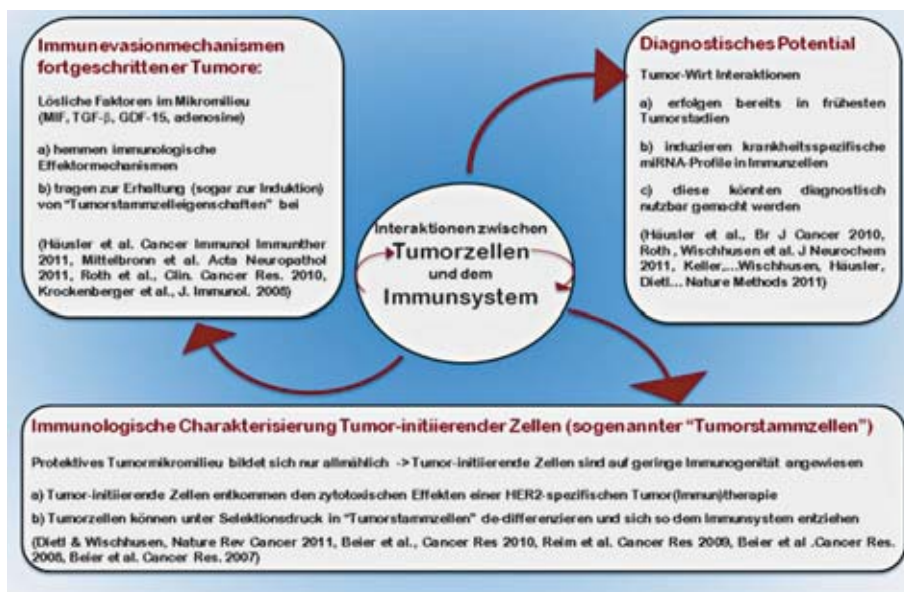 Immunevasionmechismen
fortgeschrittener Tumore:
Lösliche Faktoren im Mikromilieu
(MIF, TGF-β, GDF-15, adenosine)
a) hemmen immunologische
Effektormechanismen
b) tragen zur Erhaltung (sogar zur Induktion)
von "Tumorstammzelleigenschaften" bei
(Häusler et al. Cancer Immunol Immunther
2011, Mittelbronn et al. Acta Neuropathol
2011, Roth et al., Clin. Cancer Res. 2010,
Krockenberger et al., J. Immunol. 2008)
Diagnostisches Potential
Tumor-Wirt Interaktionen
a) erfolgen bereits in frühesten
Tumorstadien
b) induzieren krankheitsspezifische
miRNA-Profile in Immunzellen
c) diese könnten diagnostisch
nutzbar gemacht werden
(Häusler et al., Br J Cancer 2010,
Roth , Wischhusen et al. J Neurochem
2011, Keller,...Wischhusen, Häusler,
Dietl... Nature Methods 2011)
Interaktionen zwischen
Tumorzellen
und dem
Immunsystem
Immunologische Charakterisierung Tumor-initiierender Zellen (sogenannter "Tumorstammzellen")
Protektives Tumormikromilieu bildet sich nur allmählich ->Tumor-initiierende Zellen sind auf geringe Immunogenität angewiesen
a) Tumor-initiierende Zellen entkommen den zytotoxischen Effekten einer HER2-spezifischen Tumor(Immun)therapie
b) Tumorzellen können unter Selektionsdruck in "Tumorstammzellen" de-differenzieren und sich so dem Immunsystem entziehen
(Dietl & Wischhusen, Nature Rev Cancer 2011, Beier et al., Cancer Res 2010, Reim et al. Cancer Res 2009, Beier et al .Cancer Res.
2008, Beier et al. Cancer Res. 2007)